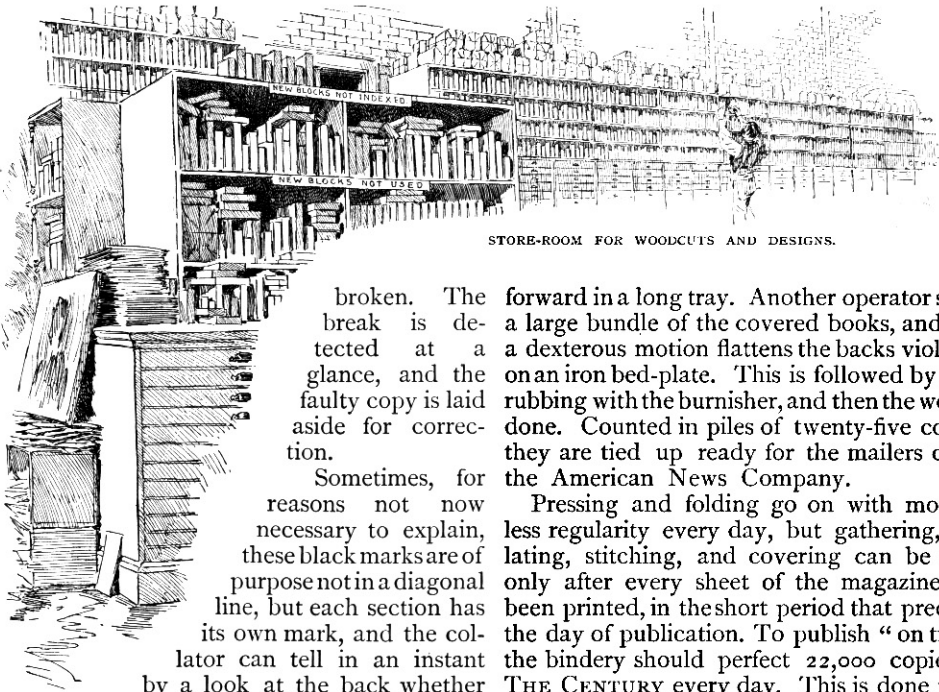 NEW BLOCKS NOT INDEXED
NEW BLOCKS NOT USED
STORE-ROOM FOR WOODCUTS AND DESIGNS.
broken. The
break is de-
tected at a
glance, and the
faulty copy is laid
aside for correc-
tion.
Sometimes, for
reasons not now
necessary to explain,
these black marks are of
purpose not in a diagonal
line, but each section has
its own mark, and the col-
lator can tell in an instant
by a look at the back whether
forward in a long tray. Another operator
a large bundle of the covered books, and
a dexterous motion flattens the backs
on an iron bed-plate. This is followed by
rubbing with the burnisher, and then the
done. Counted in piles of twenty-five
they are tied up ready for the mailers
the American News Company.
Pressing and folding go on with
less regularity every day, but gathering,
lating, stitching, and covering can be
only after every sheet of the magazine
been printed, in the short period that
the day of publication. To publish “ on
the bindery should perfect 22,000
THE CENTURY every day. This is done